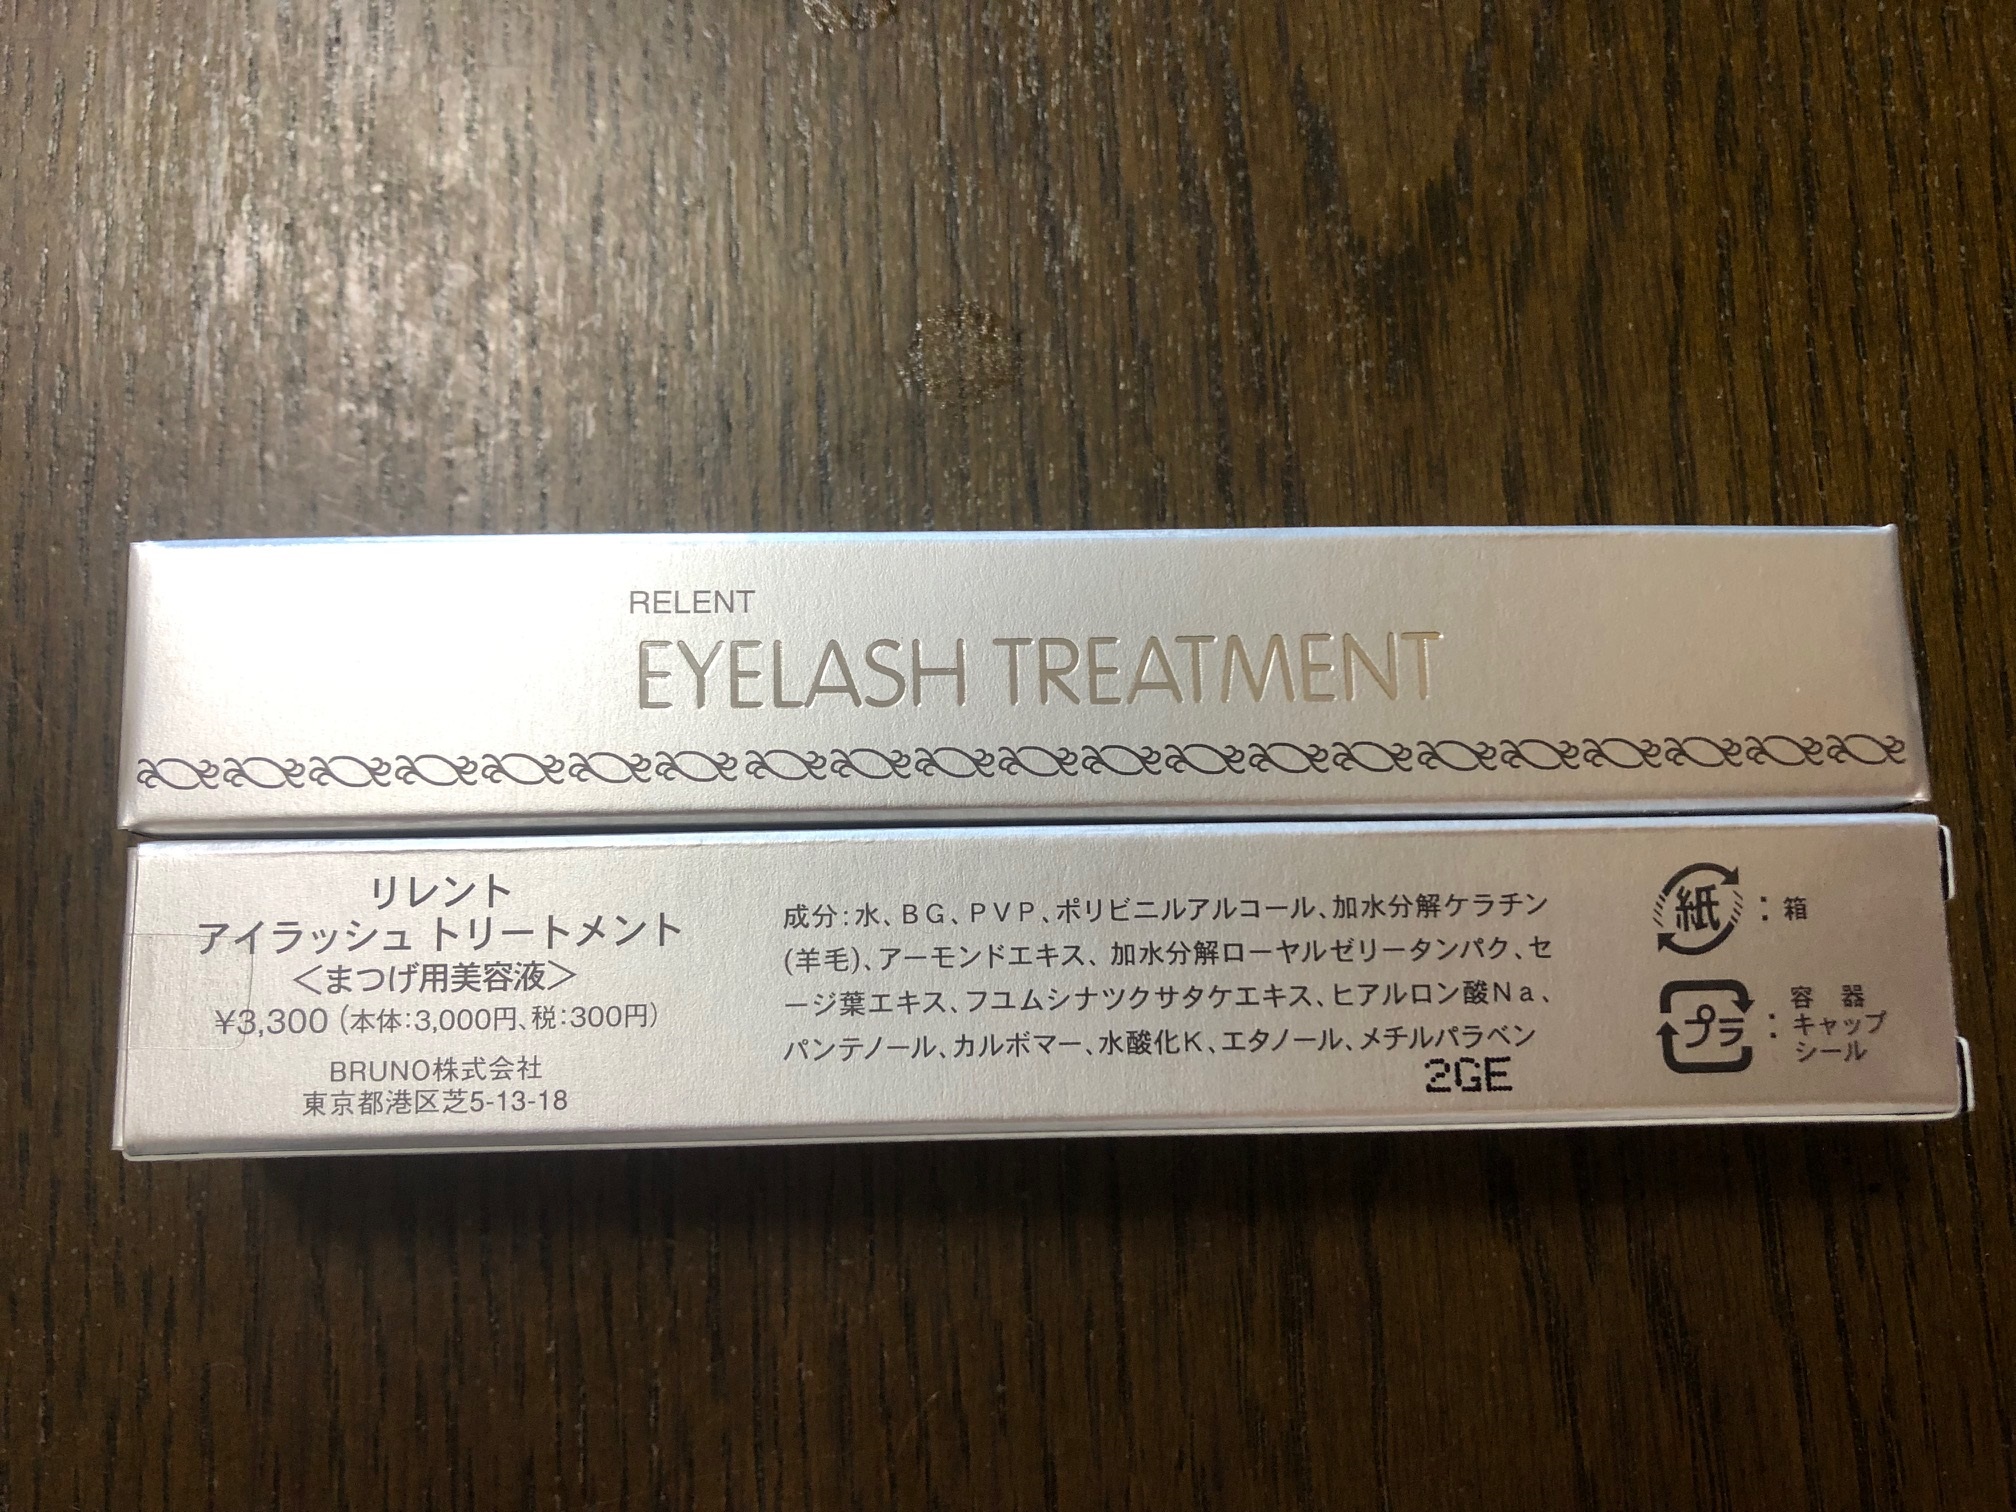 RELENT
EYELASH TREATMENT
リレント
アイラッシュ トリートメント
＜まつげ用美容液＞
¥3,300（本体：3,000円、税：300円）
BRUNO株式会社
東京都港区芝5-13-18
成分：水、BG、PVP、ポリビニルアルコール、加水分解ケラチン
(羊毛)、アーモンドエキス、加水分解ローヤルゼリータンパク、セ
ージ葉エキス、フユムシナツクサタケエキス、ヒアルロン酸Na、
パンテノール、カルボマー、水酸化K、エタノール、メチルパラベン
2GE
紙：箱
プラ：容器
キャップ
シール